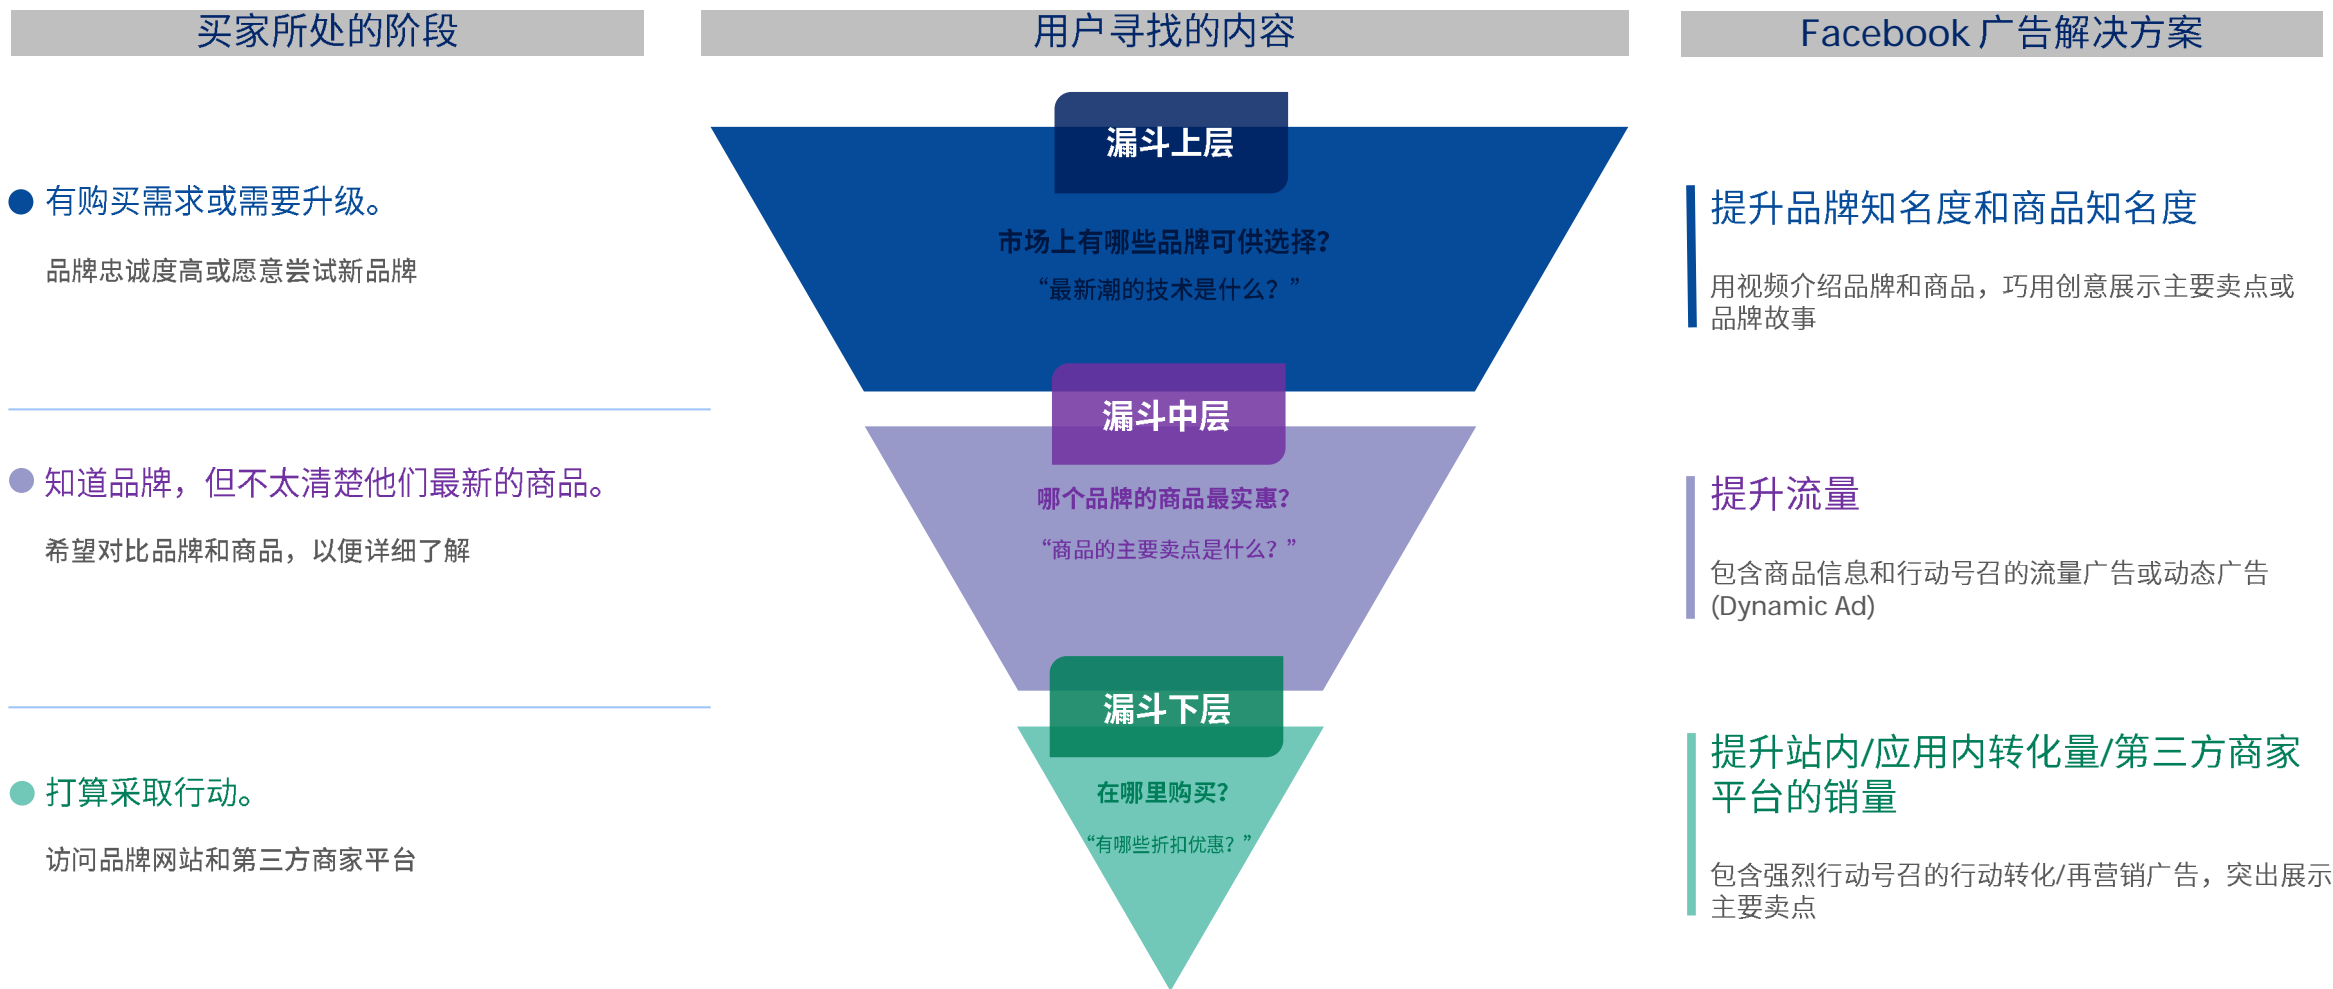 买家所处的阶段
用户寻找的内容
Facebook 广告解决方案
漏斗上层
有购买需求或需要升级。
品牌忠诚度高或愿意尝试新品牌
市场上有哪些品牌可供选择？
“最新潮的技术是什么？”
提升品牌知名度和商品知名度
用视频介绍品牌和商品，巧用创意展示主要卖点或
品牌故事
漏斗中层
知道品牌，但不太清楚他们最新的商品。
希望对比品牌和商品，以便详细了解
哪个品牌的商品最实惠？
“商品的主要卖点是什么？”
提升流量
包含商品信息和行动号召的流量广告或动态广告
(Dynamic Ad)
漏斗下层
打算采取行动。
访问品牌网站和第三方商家平台
在哪里购买？
“有哪些折扣优惠？”
提升站内/应用内转化量/第三方商家
平台的销量
包含强烈行动号召的行动转化/再营销广告，突出展示
主要卖点